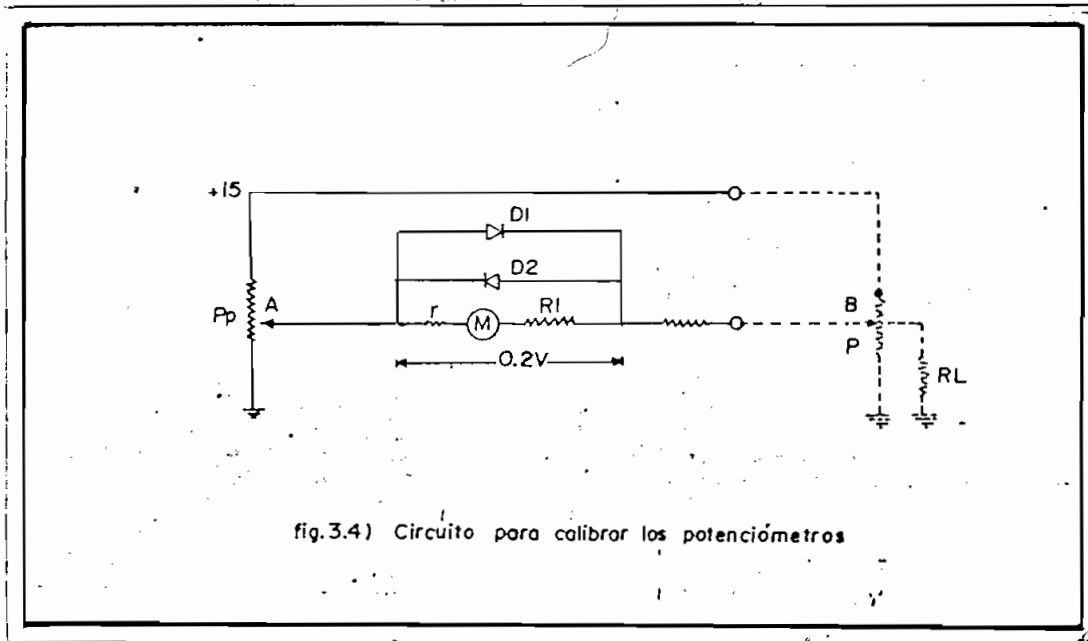 +15
D1
D2
Pp
A
r
M
R1
B
P
0.2V
RL
fig.3.4) Circuito para calibrar los potenciómetros